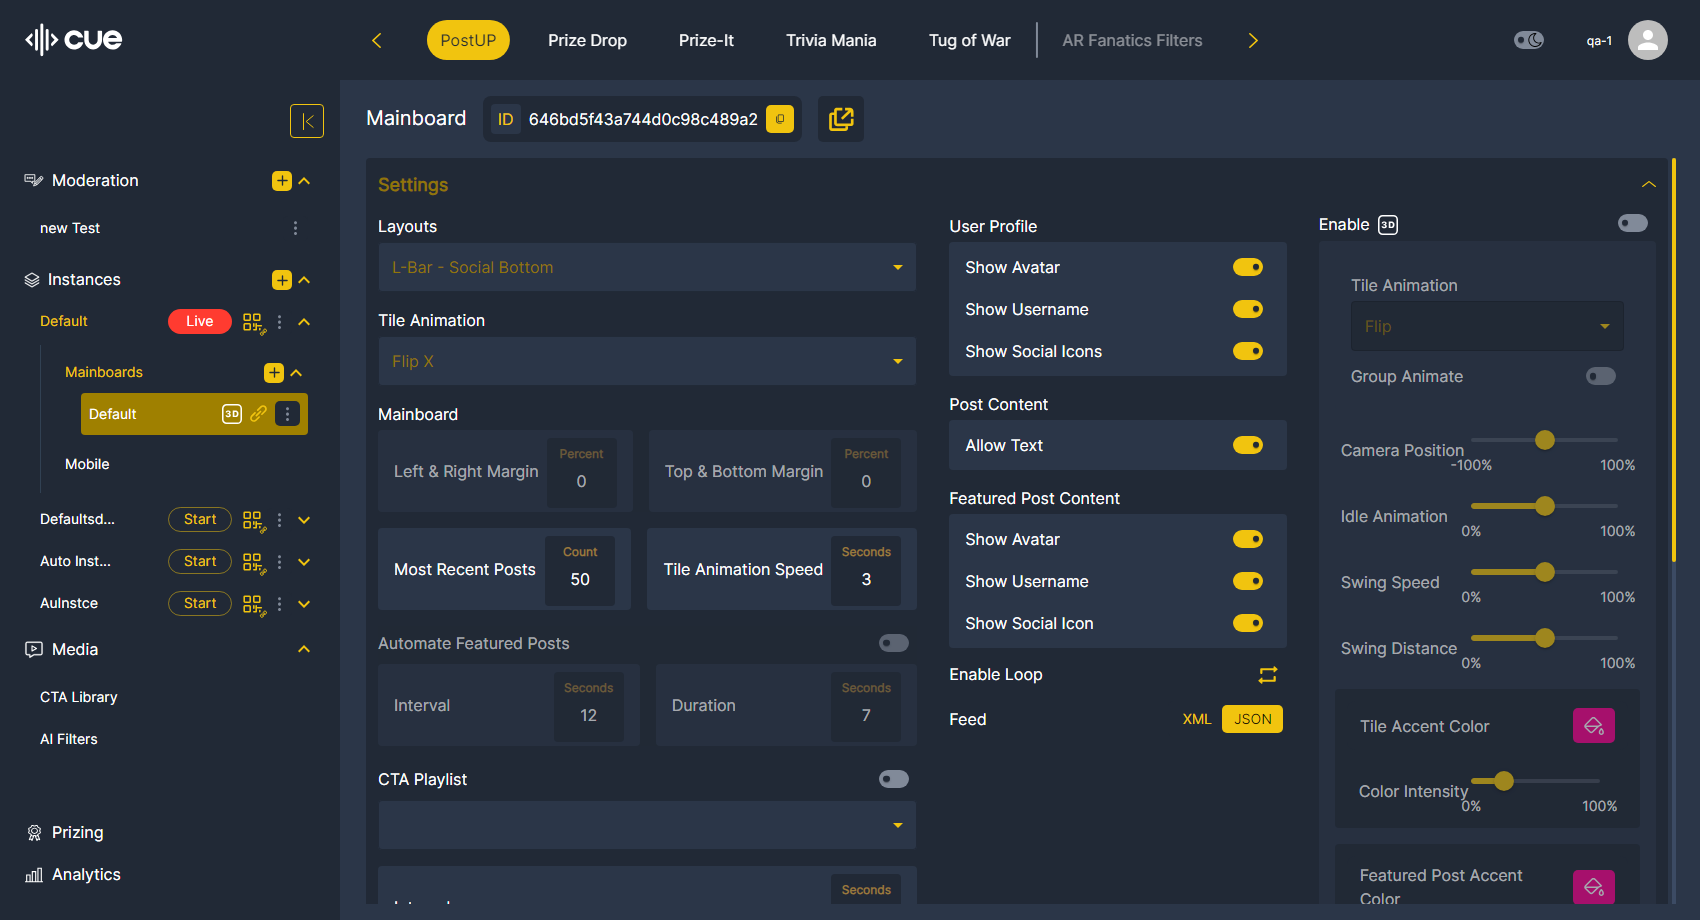 cue
PostUP
Prize Drop
Prize-It
Trivia Mania
Tug of War
AR Fanatics Filters
qa-1
Moderation
new Test
Instances
Default
Live
Mainboards
Default
3D
Mobile
Defaultsd...
Start
Auto Inst...
Start
AuInstce
Start
Media
CTA Library
AI Filters
Prizing
Analytics
Mainboard
ID
646bd5f43a744d0c98c489a2
Settings
Layouts
L-Bar - Social Bottom
Tile Animation
Flip X
Mainboard
Left & Right Margin
Percent
0
Top & Bottom Margin
Percent
0
Most Recent Posts
Count
50
Tile Animation Speed
Seconds
3
Automate Featured Posts
Interval
Seconds
12
Duration
Seconds
7
CTA Playlist
Seconds
User Profile
Show Avatar
Show Username
Show Social Icons
Post Content
Allow Text
Featured Post Content
Show Avatar
Show Username
Show Social Icon
Enable Loop
Feed
XML
JSON
Enable
3D
Tile Animation
Flip
Group Animate
Camera Position
-100%
100%
Idle Animation
0%
100%
Swing Speed
0%
100%
Swing Distance
0%
100%
Tile Accent Color
Color Intensity
0%
100%
Featured Post Accent
Color